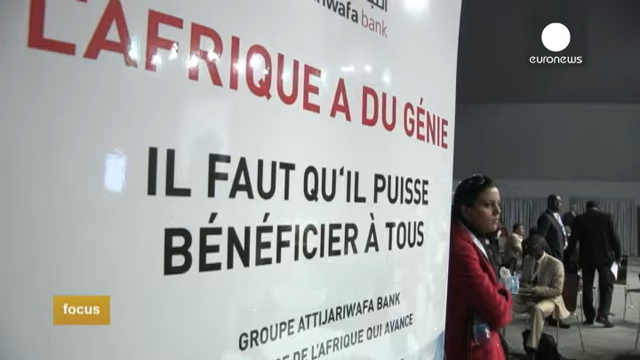 bank
L'AFRIQUE A DU GÉNIE
IL FAUT QU'IL PUISSE
BÉNÉFICIER À TOUS
GROUPE ATTIJARIWAFA BANK
DE L'AFRIQUE QUI AVANCE
euronews
focus